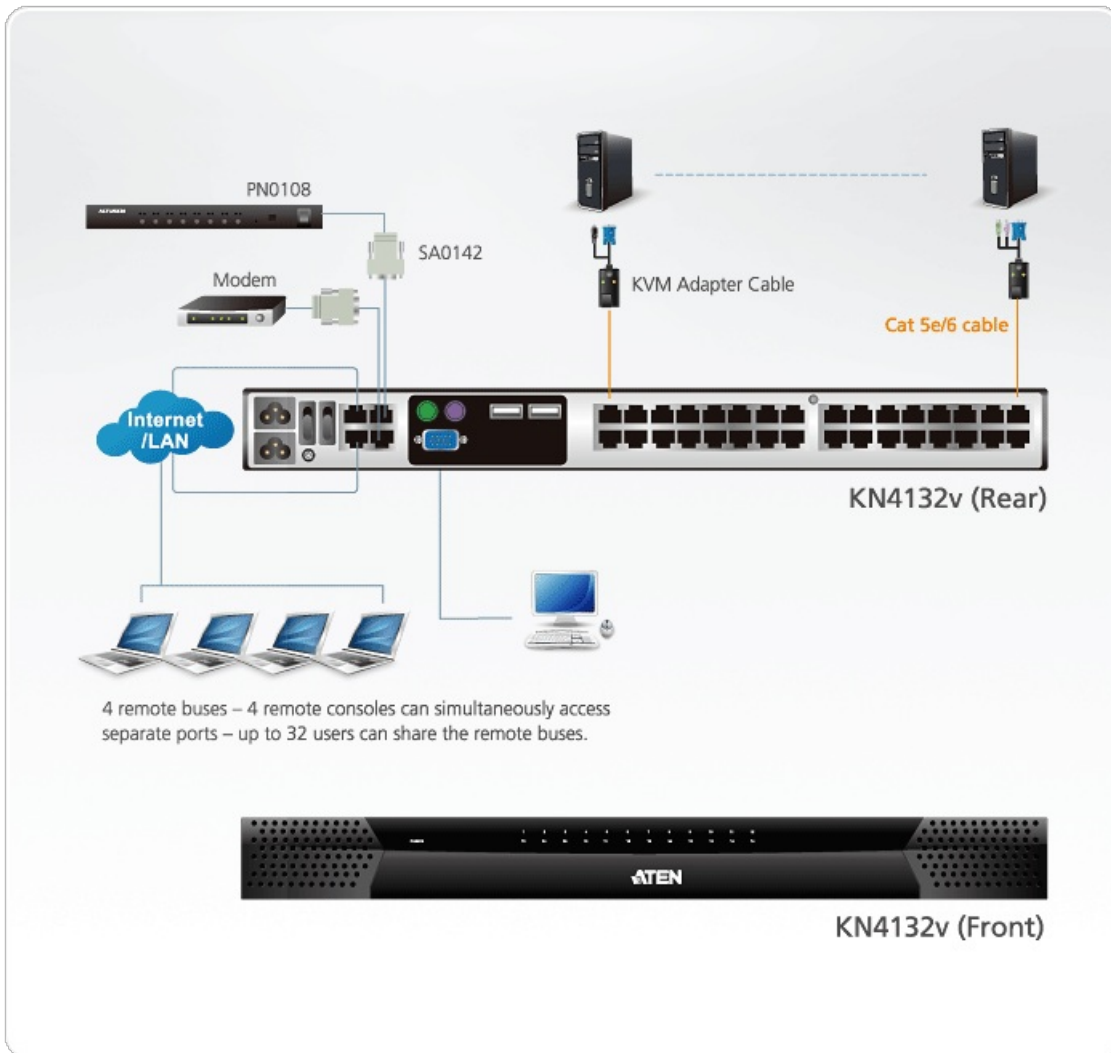 PN0108
SA0142
Modem
KVM Adapter Cable
Cat 5e/6 cable
Internet
/LAN
KN4132v (Rear)
4 remote buses – 4 remote consoles can simultaneously access
separate ports – up to 32 users can share the remote buses.
ATEN
KN4132v (Front)